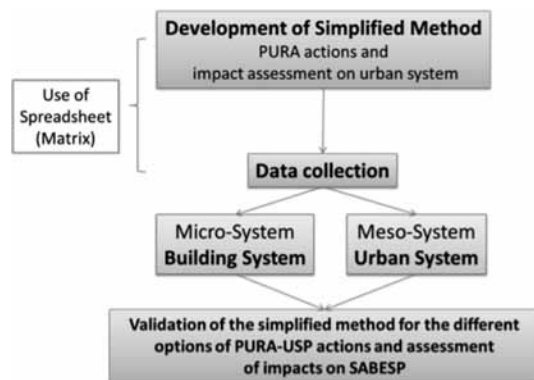 Development of Simplified Method
PURA actions and
impact assessment on urban system
Use of
Spreadsheet
(Matrix)
Data collection
Micro-System
Building System
Meso-System
Urban System
Validation of the simplified method for the different
options of PURA-USP actions and assessment
of impacts on SABESP